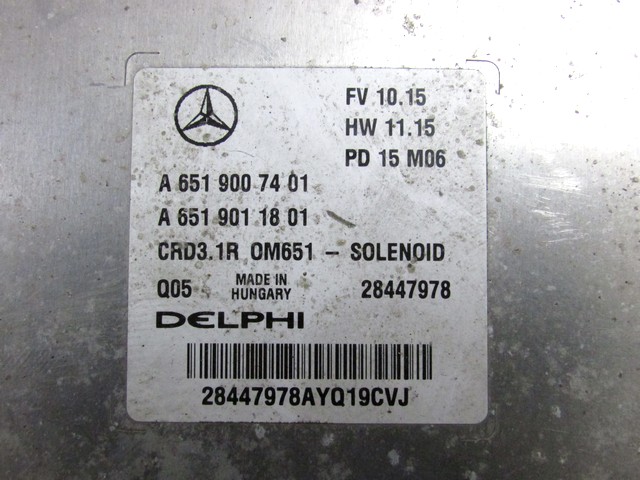 FV 10.15
HW 11.15
PD 15 M06
A 651 900 74 01
A 651 901 18 01
CRD3.1R OM651 - SOLENOID
Q05 MADE IN HUNGARY 28447978
DELPHI
28447978AYQ19CVJ